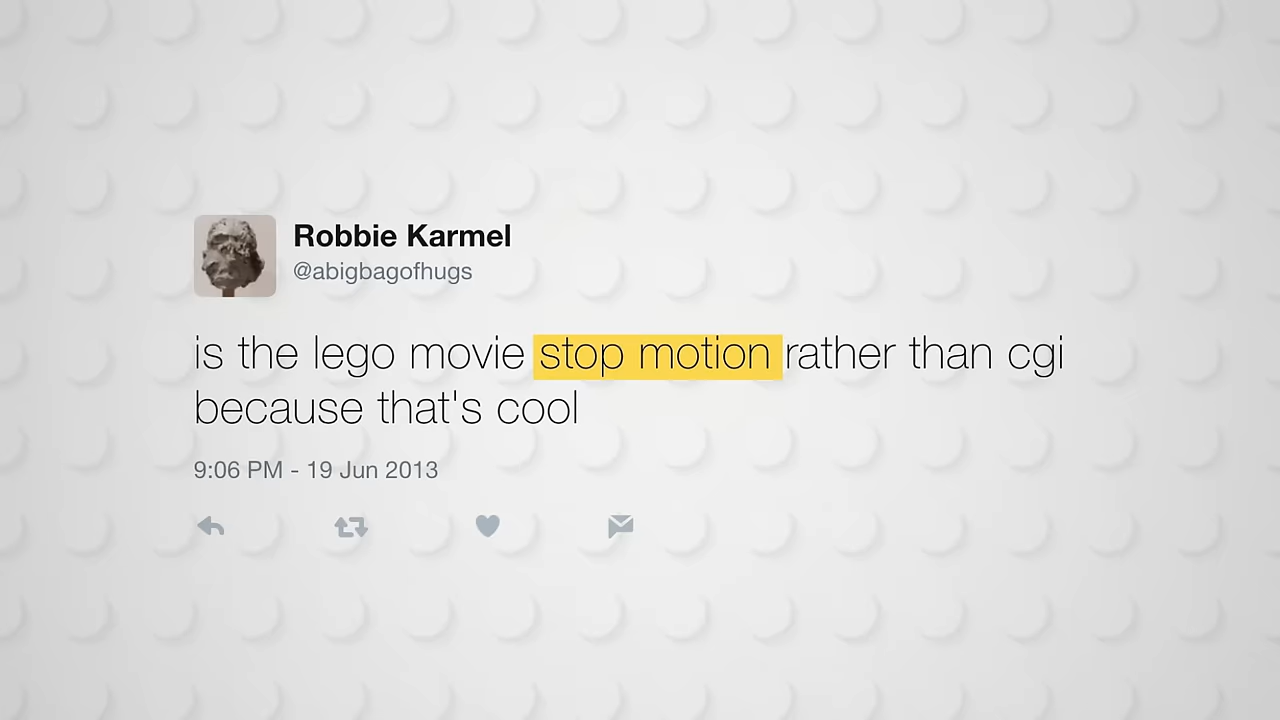 Robbie Karmel
@abigbagofhugs
is the lego movie stop motion rather than cgi
because that's cool
9:06 PM - 19 Jun 2013